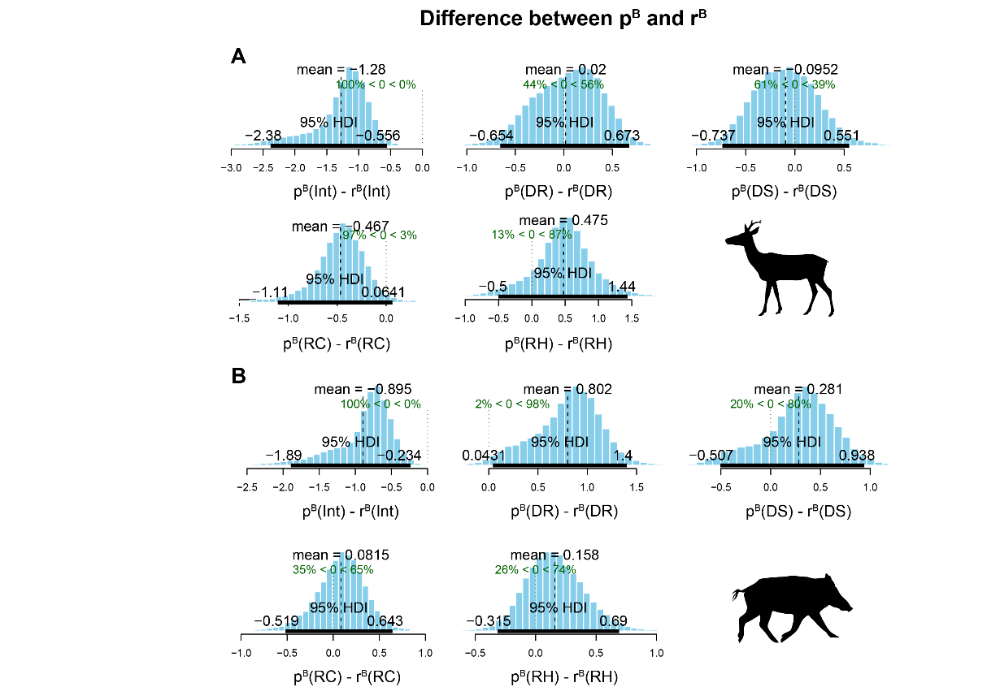 Difference between pᴮ and rᴮ
A
mean = −1.28
100% < 0 < 0%
95% HDI
−2.38 −0.556
−3.0 −2.5 −2.0 −1.5 −1.0 −0.5 0.0
pᴮ(Int) - rᴮ(Int)
mean = 0.02
44% < 0 < 56%
95% HDI
−0.654 0.673
−1.0 −0.5 0.0 0.5
pᴮ(DR) - rᴮ(DR)
mean = −0.0952
61% < 0 < 39%
95% HDI
−0.737 0.551
−1.0 −0.5 0.0 0.5
pᴮ(DS) - rᴮ(DS)
mean = −0.467
97% < 0 < 3%
95% HDI
−1.11 0.0641
−1.5 −1.0 −0.5 0.0
pᴮ(RC) - rᴮ(RC)
mean = 0.475
13% < 0 < 87%
95% HDI
−0.5 1.44
−1.0 −0.5 0.0 0.5 1.0 1.5
pᴮ(RH) - rᴮ(RH)
B
mean = −0.895
100% < 0 < 0%
95% HDI
−1.89 −0.234
−2.5 −2.0 −1.5 −1.0 −0.5 0.0
pᴮ(Int) - rᴮ(Int)
mean = 0.802
2% < 0 < 98%
95% HDI
0.0431 1.4
0.0 0.5 1.0 1.5
pᴮ(DR) - rᴮ(DR)
mean = 0.281
20% < 0 < 80%
95% HDI
−0.507 0.938
−0.5 0.0 0.5 1.0
pᴮ(DS) - rᴮ(DS)
mean = 0.0815
35% < 0 < 65%
95% HDI
−0.519 0.643
−1.0 −0.5 0.0 0.5 1.0
pᴮ(RC) - rᴮ(RC)
mean = 0.158
26% < 0 < 74%
95% HDI
−0.315 0.69
−0.5 0.0 0.5 1.0
pᴮ(RH) - rᴮ(RH)